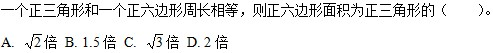 一个正三角形和一个正六边形周长相等，则正六边形面积为正三角形的（　　）。
A. √2倍 B. 1.5倍 C. √3倍 D. 2倍